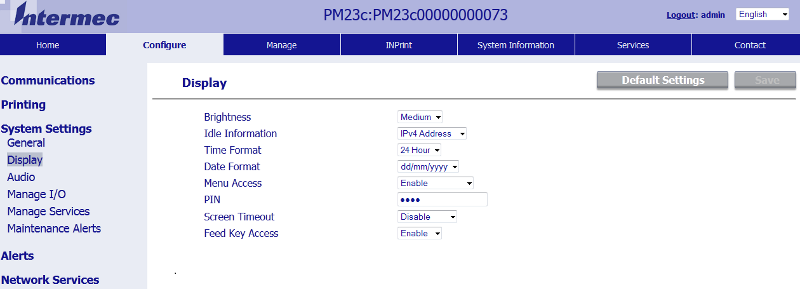 Intermec
PM23c:PM23c00000000073
Logout: admin
English
Home
Configure
Manage
INPrint
System Information
Services
Contact
Communications
Printing
System Settings
General
Display
Audio
Manage I/O
Manage Services
Maintenance Alerts
Alerts
Network Services
Display
Default Settings
Save
Brightness Medium
Idle Information IPv4 Address
Time Format 24 Hour
Date Format dd/mm/yyyy
Menu Access Enable
PIN ••••
Screen Timeout Disable
Feed Key Access Enable